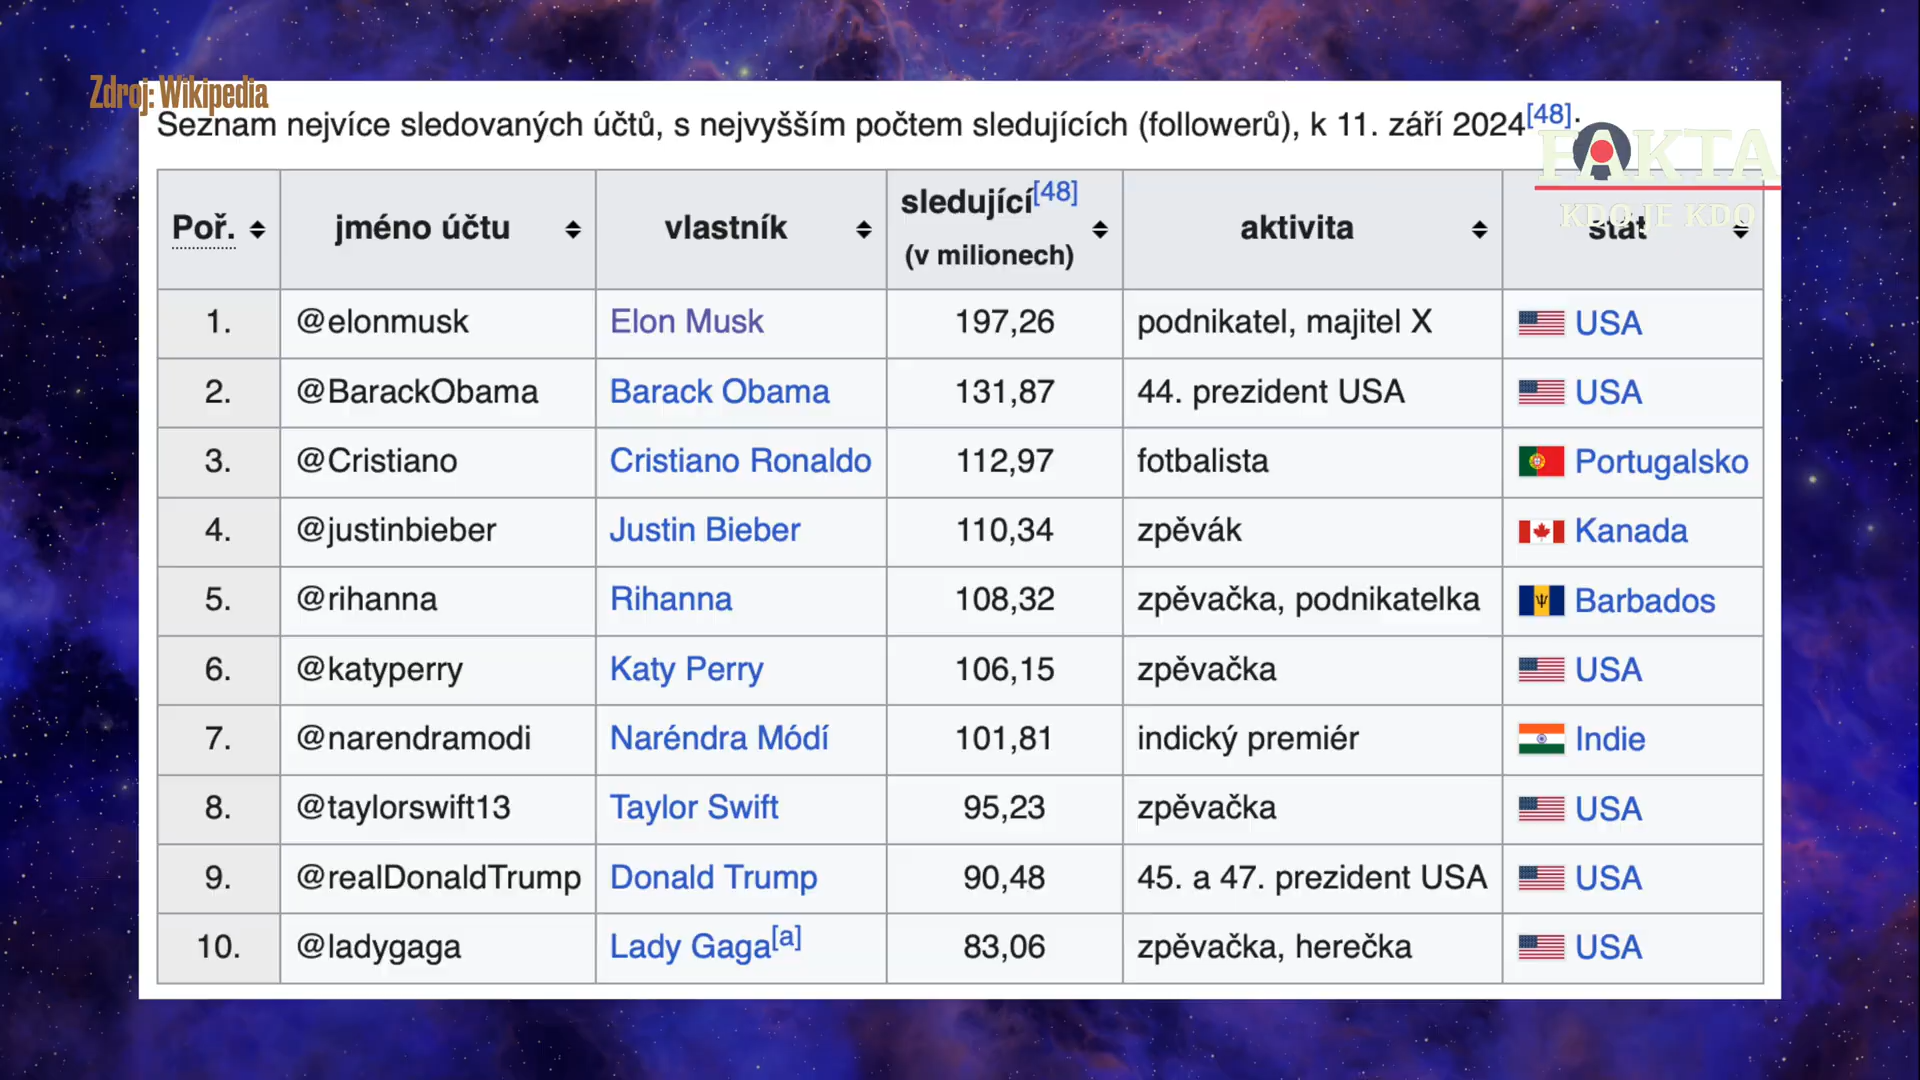 Zdroj: Wikipedia
FAKTA
KDO JE KDO
Seznam nejvíce sledovaných účtů, s nejvyšším počtem sledujících (followerů), k 11. září 2024[48]:
Poř. jméno účtu vlastník sledující[48] (v milionech) aktivita stát
1. @elonmusk Elon Musk 197,26 podnikatel, majitel X USA
2. @BarackObama Barack Obama 131,87 44. prezident USA USA
3. @Cristiano Cristiano Ronaldo 112,97 fotbalista Portugalsko
4. @justinbieber Justin Bieber 110,34 zpěvák Kanada
5. @rihanna Rihanna 108,32 zpěvačka, podnikatelka Barbados
6. @katyperry Katy Perry 106,15 zpěvačka USA
7. @narendramodi Naréndra Módí 101,81 indický premiér Indie
8. @taylorswift13 Taylor Swift 95,23 zpěvačka USA
9. @realDonaldTrump Donald Trump 90,48 45. a 47. prezident USA USA
10. @ladygaga Lady Gaga[a] 83,06 zpěvačka, herečka USA